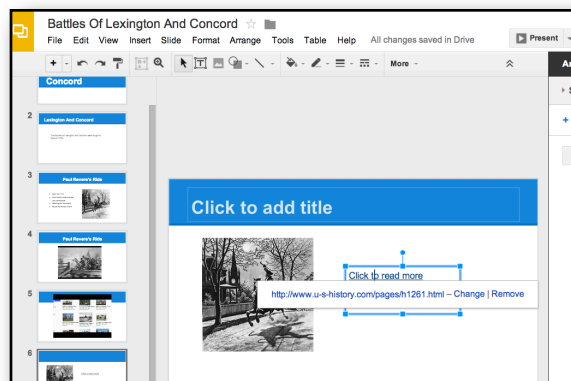 Battles Of Lexington And Concord
File Edit View Insert Slide Format Arrange Tools Table Help All changes saved in Drive
Present
More
Concord
2
Lexington And Concord
3
Paul Revere's Ride
4
Paul Revere's Ride
5
6
Click to add title
Click to read more
http://www.u-s-history.com/pages/h1261.html – Change | Remove